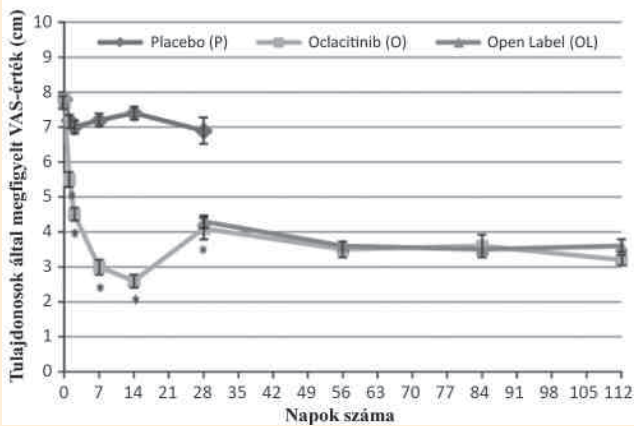 Tulajdonosok által megfigyelt VAS-érték (cm)
10
9
8
7
6
5
4
3
2
1
0
Placebo (P) Oclacitinib (O) Open Label (OL)
* * * * *
0 7 14 21 28 35 42 49 56 63 70 77 84 91 98 105 112
Napok száma